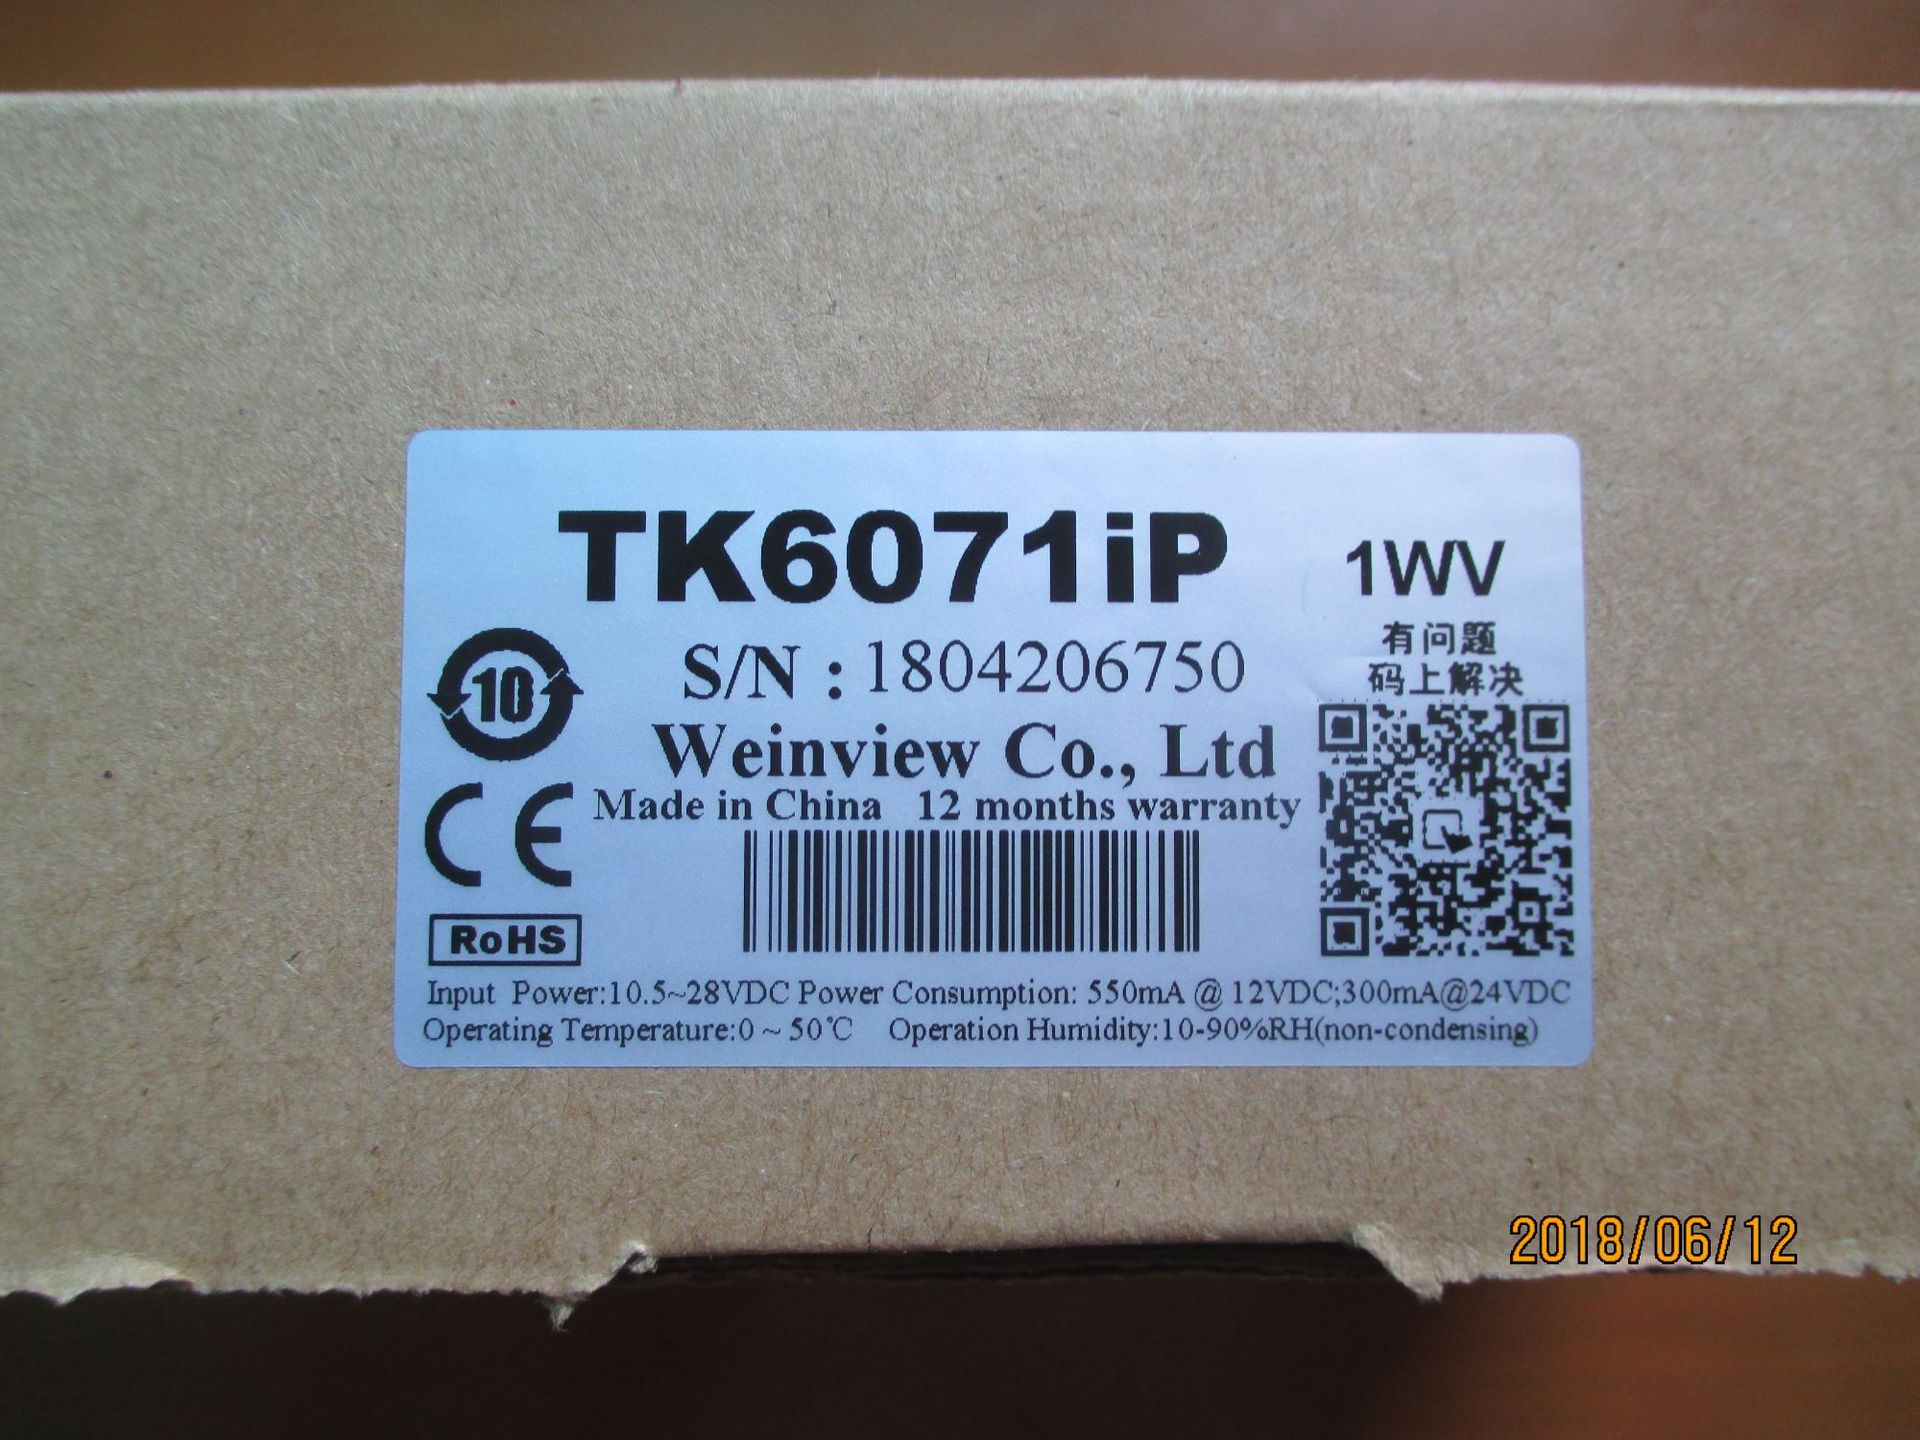 TK6071iP
1WV
有问题
码上解决
S/N : 1804206750
10
Weinview Co., Ltd
Made in China 12 months warranty
CE
RoHS
Input Power:10.5~28VDC Power Consumption: 550mA @ 12VDC;300mA@24VDC
Operating Temperature:0 ~ 50℃ Operation Humidity:10-90%RH(non-condensing)
2018/06/12